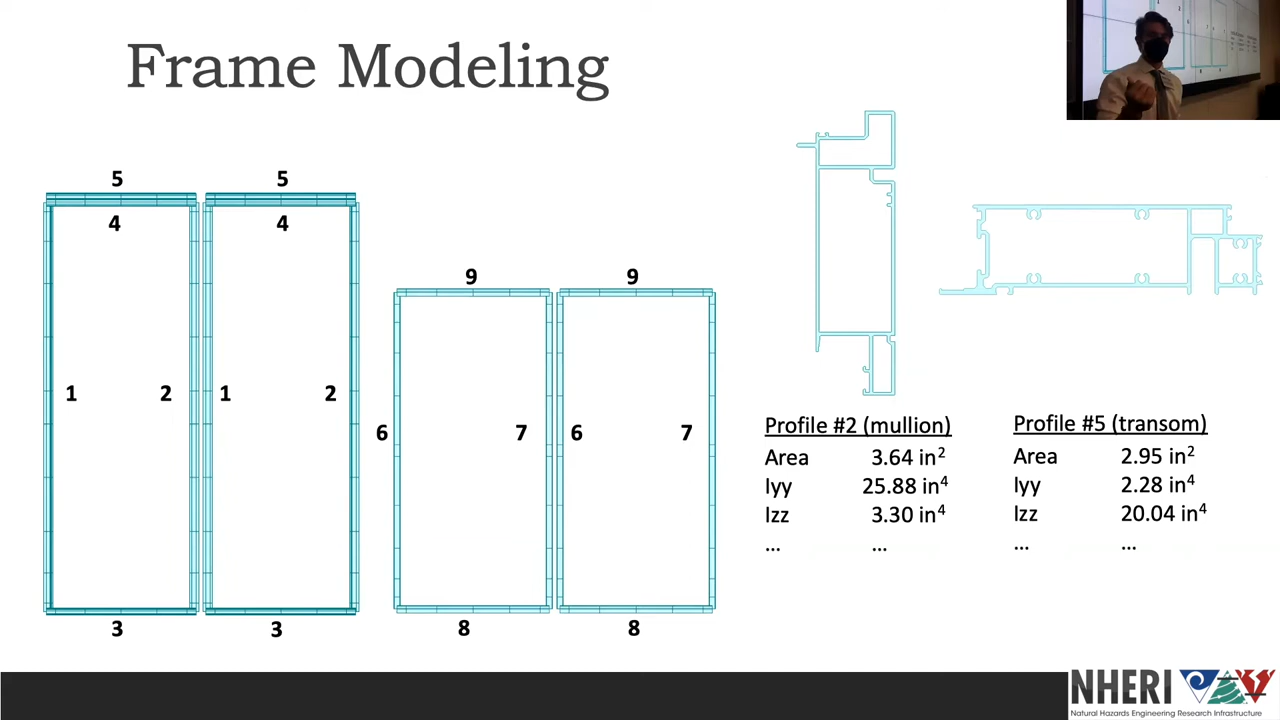 Frame Modeling
5 5
4 4
9 9
1 2 1 2
6 7 6 7
3 3
8 8
Profile #2 (mullion)
Area 3.64 in²
Iyy 25.88 in⁴
Izz 3.30 in⁴
... ...
Profile #5 (transom)
Area 2.95 in²
Iyy 2.28 in⁴
Izz 20.04 in⁴
... ...
NHERI
Natural Hazards Engineering Research Infrastructure